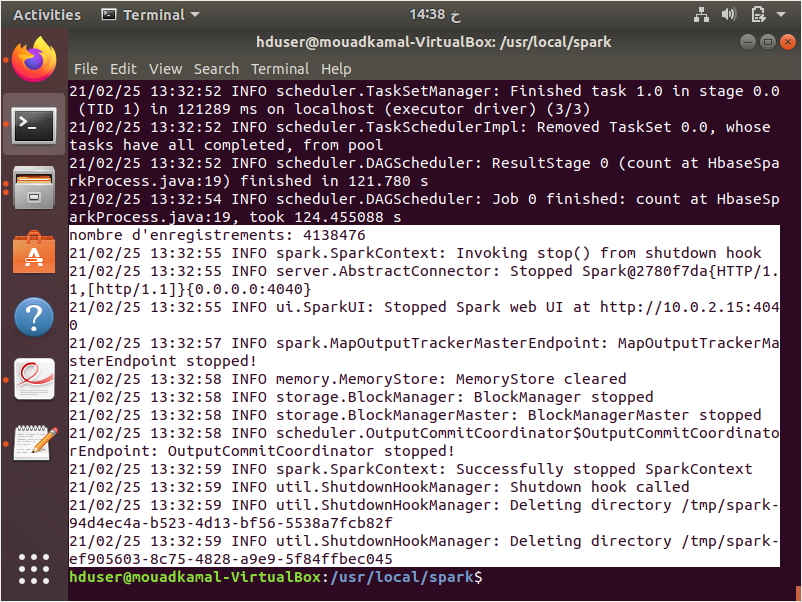 Activities
Terminal
14:38 خ
hduser@mouadkamal-VirtualBox: /usr/local/spark
File Edit View Search Terminal Help
21/02/25 13:32:52 INFO scheduler.TaskSetManager: Finished task 1.0 in stage 0.0
(TID 1) in 121289 ms on localhost (executor driver) (3/3)
21/02/25 13:32:52 INFO scheduler.TaskSchedulerImpl: Removed TaskSet 0.0, whose
tasks have all completed, from pool
21/02/25 13:32:52 INFO scheduler.DAGScheduler: ResultStage 0 (count at HbaseSpa
rkProcess.java:19) finished in 121.780 s
21/02/25 13:32:54 INFO scheduler.DAGScheduler: Job 0 finished: count at HbaseSp
arkProcess.java:19, took 124.455088 s
nombre d'enregistrements: 4138476
21/02/25 13:32:55 INFO spark.SparkContext: Invoking stop() from shutdown hook
21/02/25 13:32:55 INFO server.AbstractConnector: Stopped Spark@2780f7da{HTTP/1.
1,[http/1.1]}{0.0.0.0:4040}
21/02/25 13:32:55 INFO ui.SparkUI: Stopped Spark web UI at http://10.0.2.15:404
0
21/02/25 13:32:57 INFO spark.MapOutputTrackerMasterEndpoint: MapOutputTrackerMa
sterEndpoint stopped!
21/02/25 13:32:58 INFO memory.MemoryStore: MemoryStore cleared
21/02/25 13:32:58 INFO storage.BlockManager: BlockManager stopped
21/02/25 13:32:58 INFO storage.BlockManagerMaster: BlockManagerMaster stopped
21/02/25 13:32:58 INFO scheduler.OutputCommitCoordinator$OutputCommitCoordinato
rEndpoint: OutputCommitCoordinator stopped!
21/02/25 13:32:59 INFO spark.SparkContext: Successfully stopped SparkContext
21/02/25 13:32:59 INFO util.ShutdownHookManager: Shutdown hook called
21/02/25 13:32:59 INFO util.ShutdownHookManager: Deleting directory /tmp/spark-
94d4ec4a-b523-4d13-bf56-5538a7fcb82f
21/02/25 13:32:59 INFO util.ShutdownHookManager: Deleting directory /tmp/spark-
ef905603-8c75-4828-a9e9-5f84ffbec045
hduser@mouadkamal-VirtualBox:/usr/local/spark$